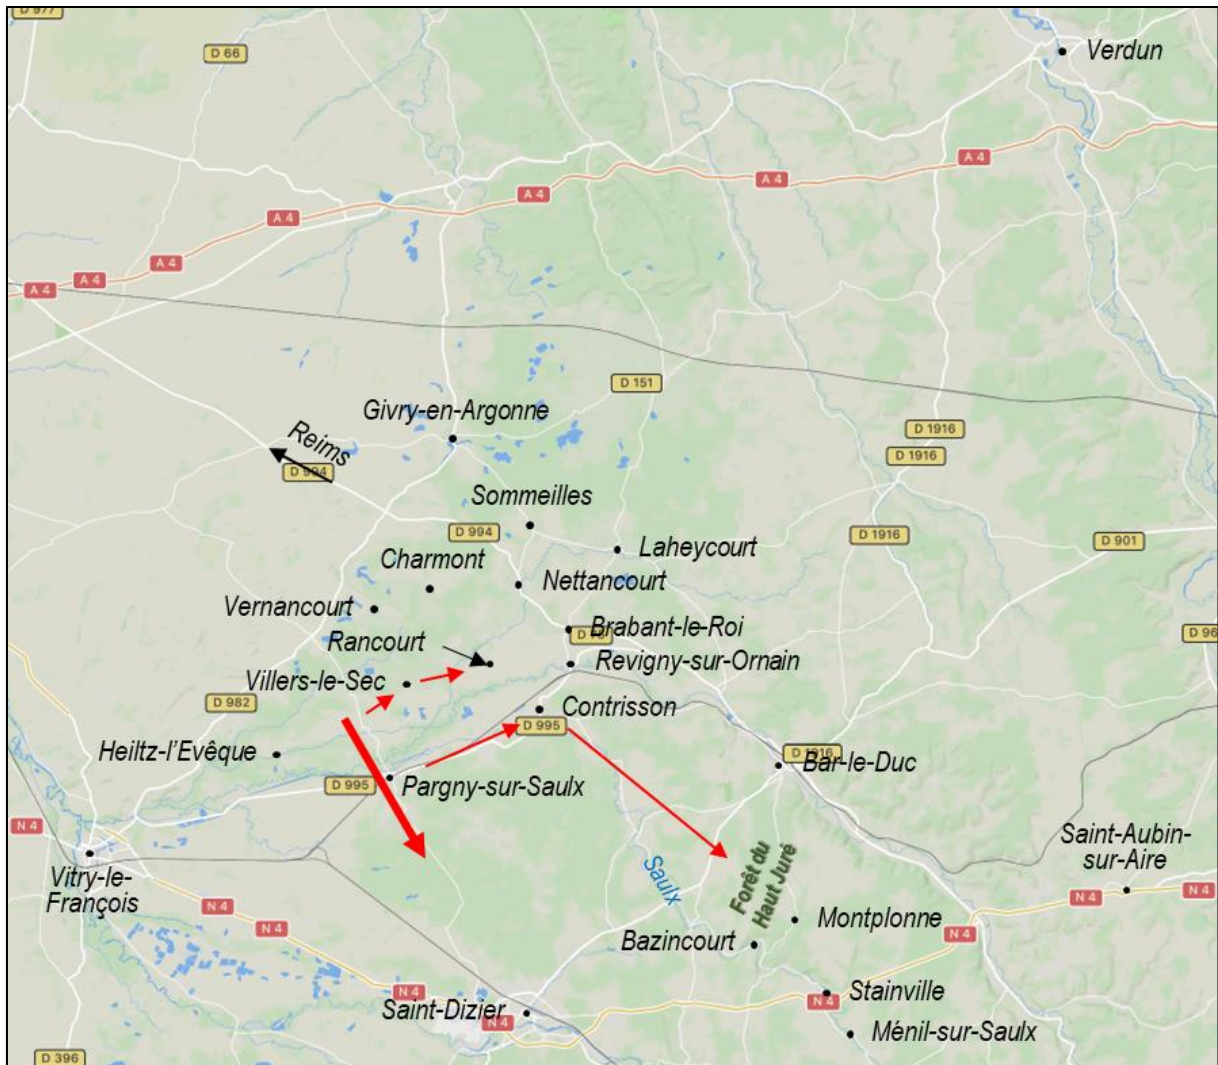 D 977
D 66
Verdun
A 4
A 4
A 4
A 4
A 4
A 4
A 4
D 151
Givry-en-Argonne
Reims
D 994
D 1916
D 1916
Sommeilles
D 994
D 1916
D 901
Laheycourt
Charmont
Nettancourt
Vernancourt
Brabant-le-Roi
Rancourt
Revigny-sur-Ornain
Villers-le-Sec
D 982
Contrisson
D 995
Heiltz-l'Evêque
D 1916
Bar-le-Duc
D 995
Pargny-sur-Saulx
N 4
Vitry-le-
François
Saulx
Forêt du
Haut Juré
Saint-Aubin-
sur-Aire
N 4
N 4
N 4
Montplonne
N 4
Bazincourt
N 4
Saint-Dizier
N 4
Stainville
N 4
Ménil-sur-Saulx
D 396